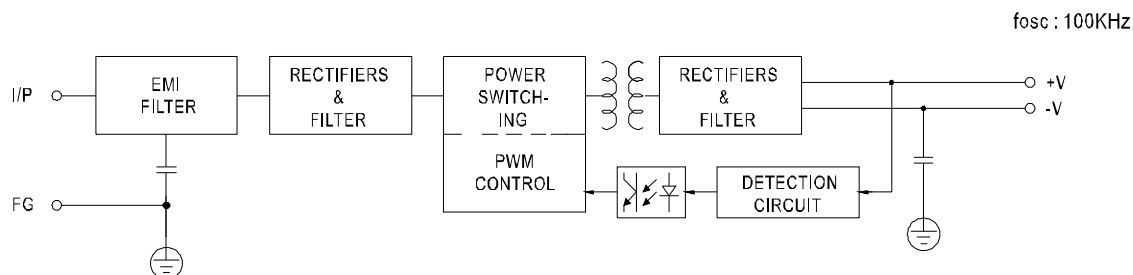 fosc : 100KHz
I/P
EMI
FILTER
RECTIFIERS
&
FILTER
POWER
SWITCH-
ING
PWM
CONTROL
RECTIFIERS
&
FILTER
+V
-V
DETECTION
CIRCUIT
FG